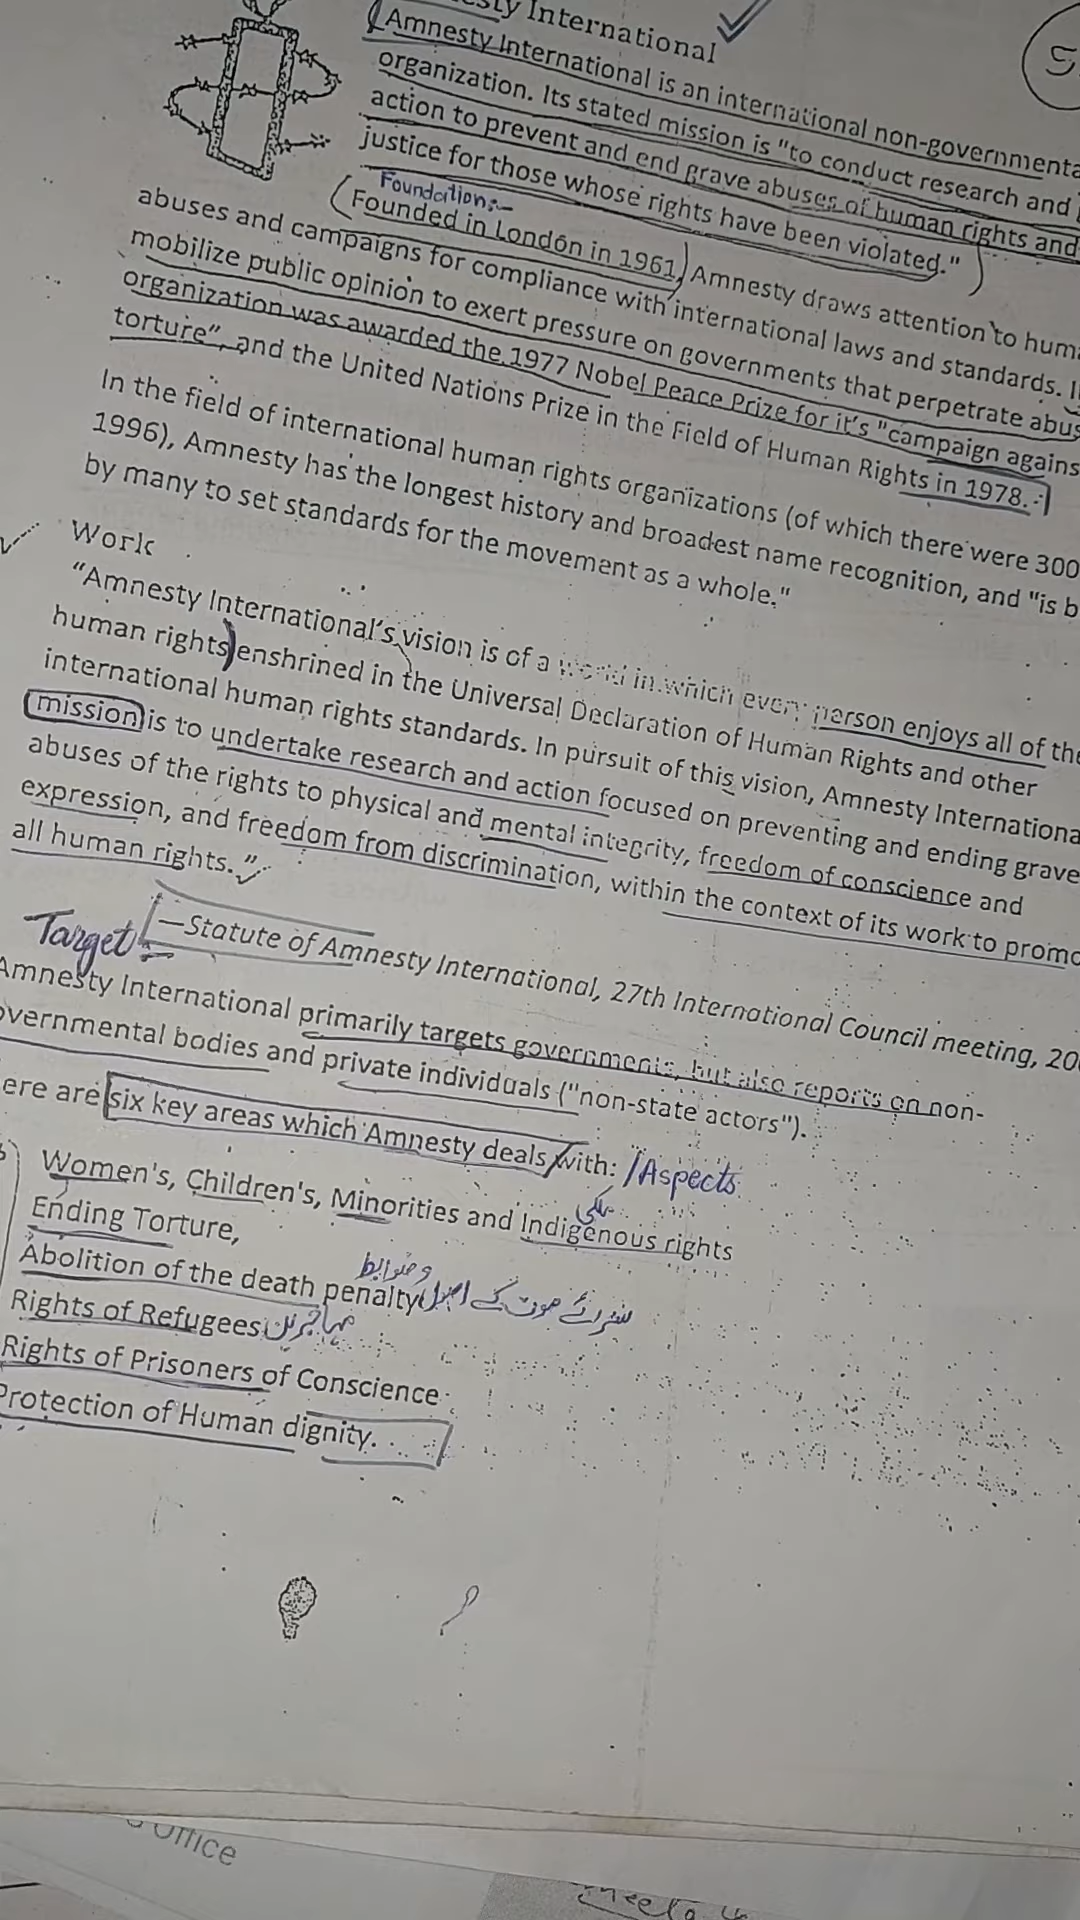 sty International
Amnesty International is an international non-governmenta
organization. Its stated mission is "to conduct research and
action to prevent and end grave abuses of human rights and
justice for those whose rights have been violated."
Foundation:-
Founded in London in 1961, Amnesty draws attention to huma
abuses and campaigns for compliance with international laws and standards. I
mobilize public opinion to exert pressure on governments that perpetrate abus
organization was awarded the 1977 Nobel Peace Prize for it's "campaign agains
torture", and the United Nations Prize in the Field of Human Rights in 1978.
In the field of international human rights organizations (of which there were 300
1996), Amnesty has the longest history and broadest name recognition, and "is b
by many to set standards for the movement as a whole."
Work
"Amnesty International's vision is of a world in which every person enjoys all of the
human rights enshrined in the Universal Declaration of Human Rights and other
international human rights standards. In pursuit of this vision, Amnesty Internationa
mission is to undertake research and action focused on preventing and ending grave
abuses of the rights to physical and mental integrity, freedom of conscience and
expression, and freedom from discrimination, within the context of its work to promo
all human rights."
—Statute of Amnesty International, 27th International Council meeting, 20
Target:-
Amnesty International primarily targets governments, but also reports on non-
overnmental bodies and private individuals ("non-state actors").
ere are six key areas which Amnesty deals with: /Aspects
Women's, Children's, Minorities and Indigenous rights ملکی
Ending Torture,
Abolition of the death penalty سزائے موت کے اصول و ضوابط
Rights of Refugees مہاجرین
Rights of Prisoners of Conscience
Protection of Human dignity.
Office